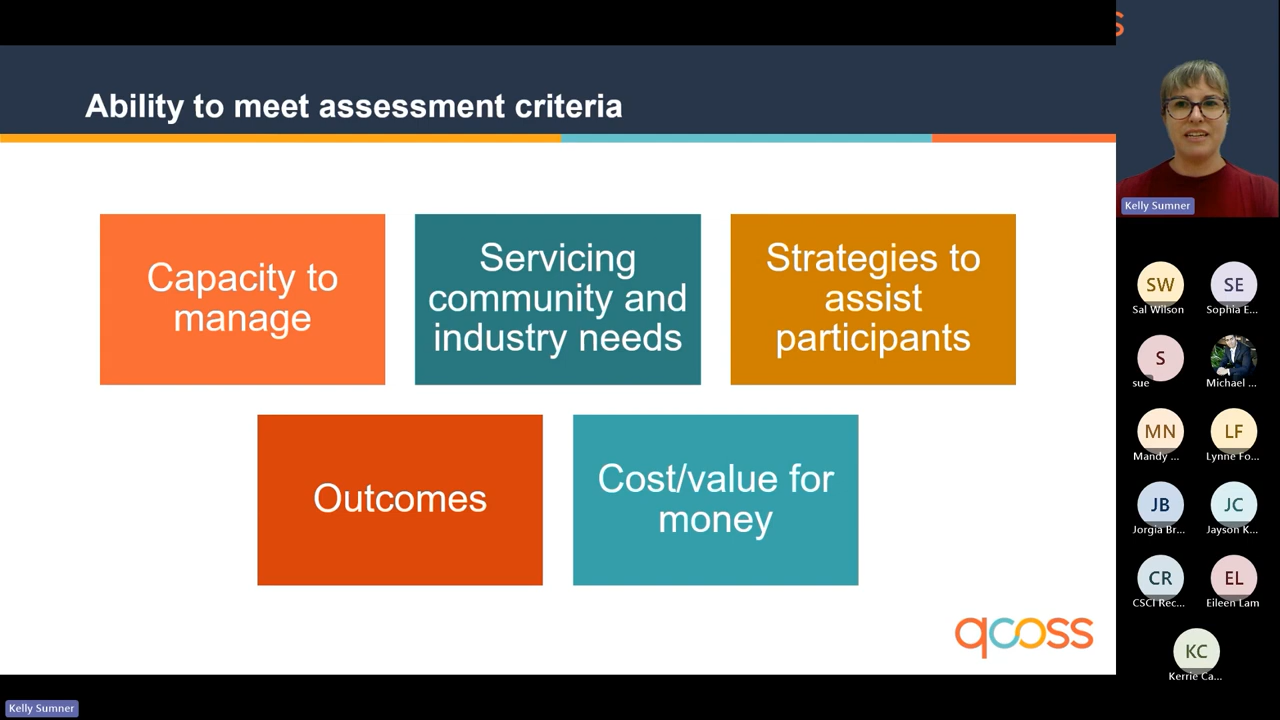 Ability to meet assessment criteria
Capacity to
manage
Servicing
community and
industry needs
Strategies to
assist
participants
Outcomes
Cost/value for
money
qcoss
Kelly Sumner
Kelly Sumner
SW
SE
Sal Wilson
Sophia E...
S
sue
Michael ...
MN
LF
Mandy ...
Lynne Fo...
JB
JC
Jorgia Br...
Jayson K...
CR
EL
CSCI Rec...
Eileen Lam
KC
Kerrie Ca...